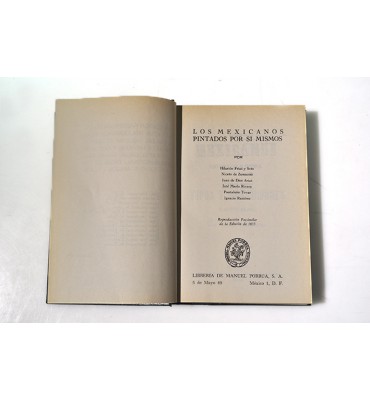 LOS MEXICANOS
PINTADOS POR SI MISMOS
POR
Hilarión Frías y Soto
Niceto de Zamacois
Juan de Dios Arias
José María Rivera
Pantaleón Tovar
Ignacio Ramírez
Reproducción Facsímilar
de la Edición de 1855
LIBRERIA DE MANUEL PORRUA, S. A.
5 de Mayo 49 México 1, D. F.